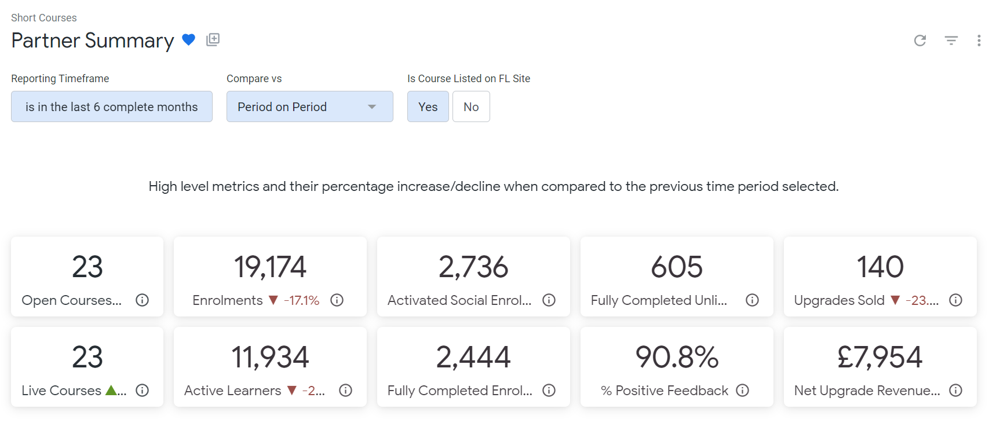 Short Courses
Partner Summary
Reporting Timeframe
Compare vs
Is Course Listed on FL Site
is in the last 6 complete months
Period on Period
Yes
No
High level metrics and their percentage increase/decline when compared to the previous time period selected.
23
Open Courses...
19,174
Enrolments ▼ -17.1%
2,736
Activated Social Enrol...
605
Fully Completed Unli...
140
Upgrades Sold ▼ -23....
23
Live Courses ▲...
11,934
Active Learners ▼ -2...
2,444
Fully Completed Enrol...
90.8%
% Positive Feedback
£7,954
Net Upgrade Revenue...